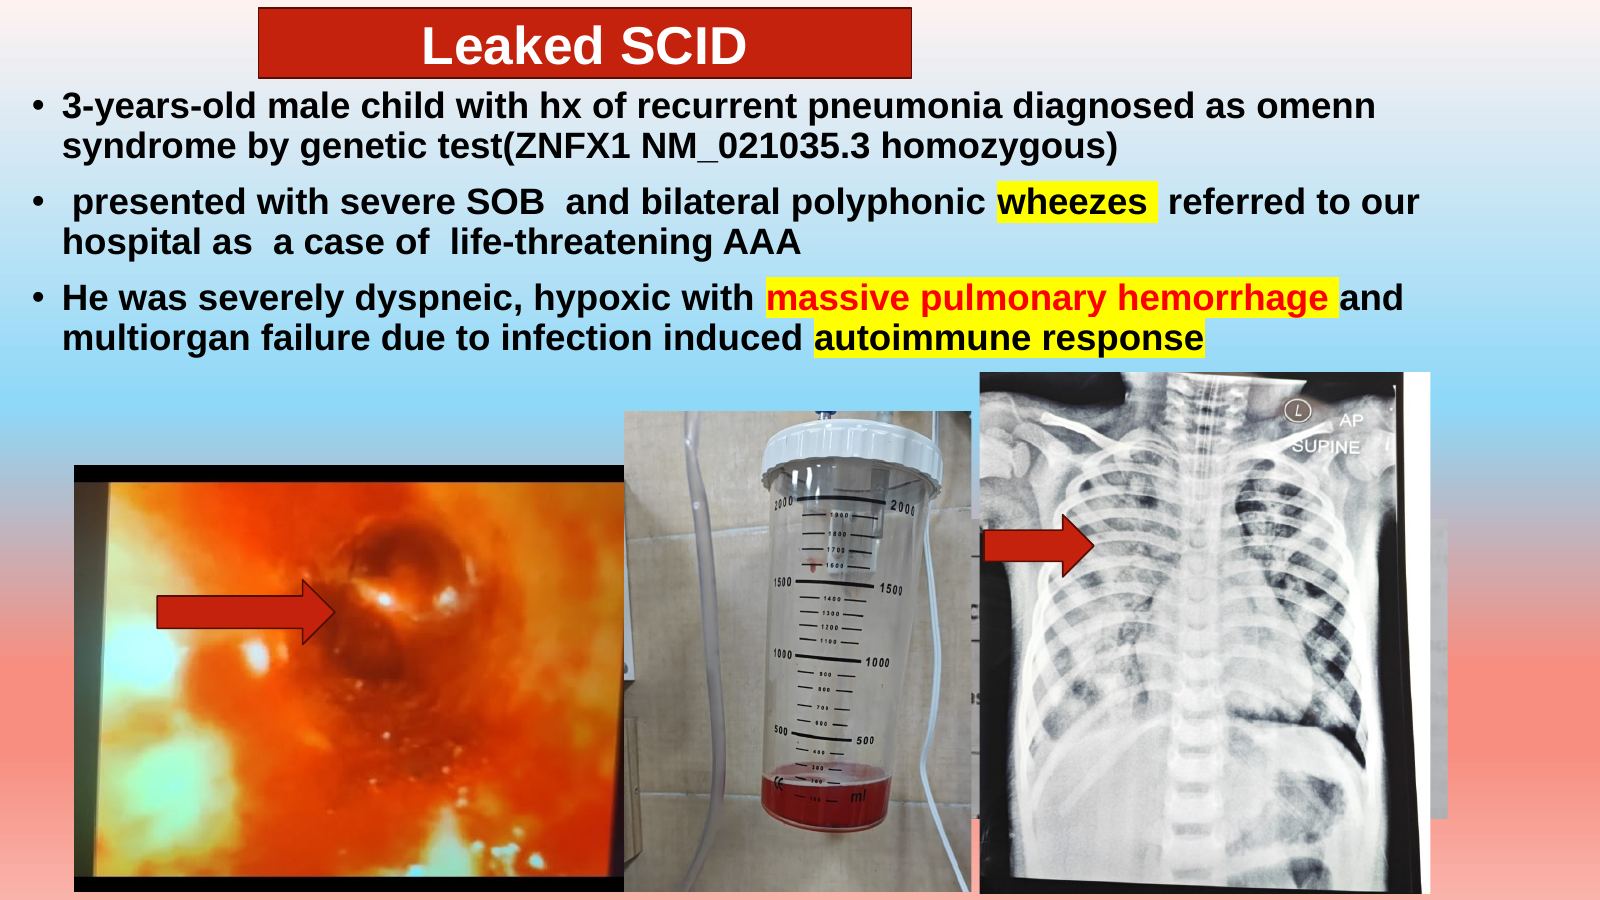 Leaked SCID
• 3-years-old male child with hx of recurrent pneumonia diagnosed as omenn
syndrome by genetic test(ZNFX1 NM_021035.3 homozygous)
• presented with severe SOB and bilateral polyphonic wheezes referred to our
hospital as a case of life-threatening AAA
• He was severely dyspneic, hypoxic with massive pulmonary hemorrhage and
multiorgan failure due to infection induced autoimmune response
L
AP
SUPINE
2000 2000
1900
1800
1700
1600
1500 1500
1400
1300
1200
1100
1000 1000
900
800
700
600
500 500
400
300
CE
100 ml